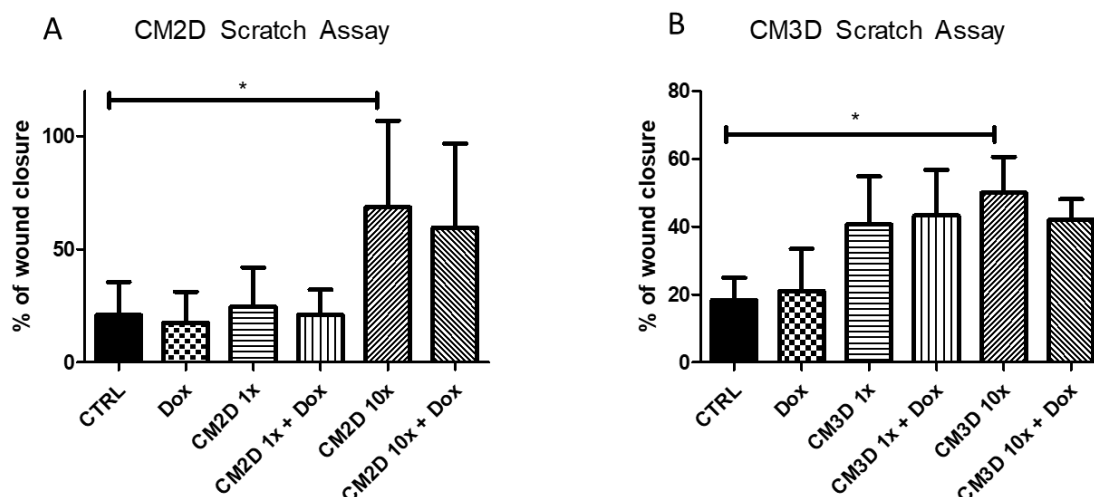 A
CM2D Scratch Assay
*
% of wound closure
100
50
0
CTRL
Dox
CM2D 1x
CM2D 1x + Dox
CM2D 10x
CM2D 10x + Dox
B
CM3D Scratch Assay
*
% of wound closure
80
60
40
20
0
CTRL
Dox
CM3D 1x
CM3D 1x + Dox
CM3D 10x
CM3D 10x + Dox